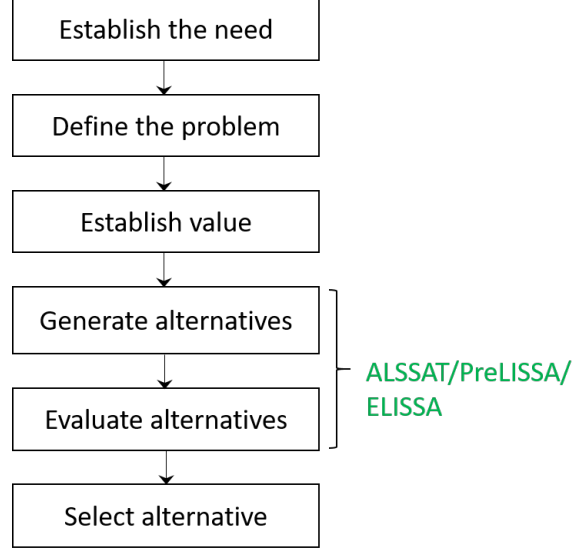 Establish the need
Define the problem
Establish value
Generate alternatives
Evaluate alternatives
ALSSAT/PreLISSA/
ELISSA
Select alternative